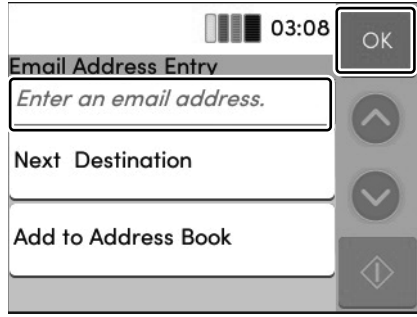 03:08
OK
Email Address Entry
Enter an email address.
Next Destination
Add to Address Book